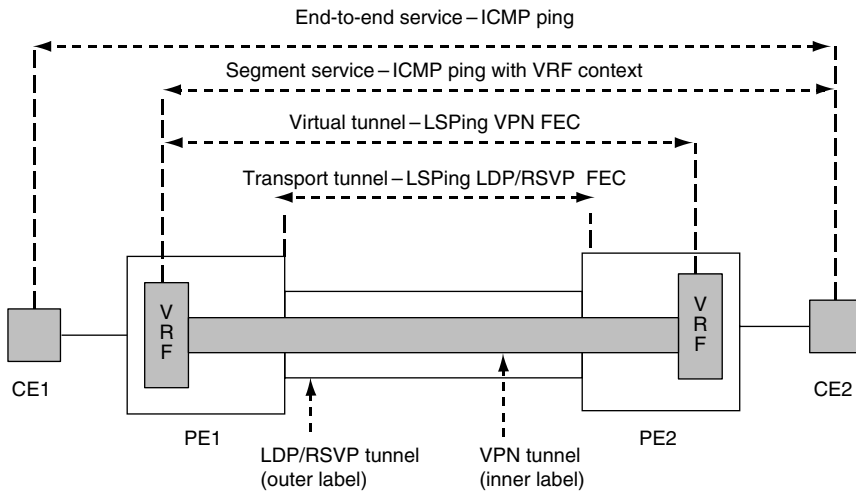 End-to-end service – ICMP ping
Segment service – ICMP ping with VRF context
Virtual tunnel – LSPing VPN FEC
Transport tunnel – LSPing LDP/RSVP FEC
V
R
F
V
R
F
CE1
CE2
PE1
PE2
LDP/RSVP tunnel
(outer label)
VPN tunnel
(inner label)